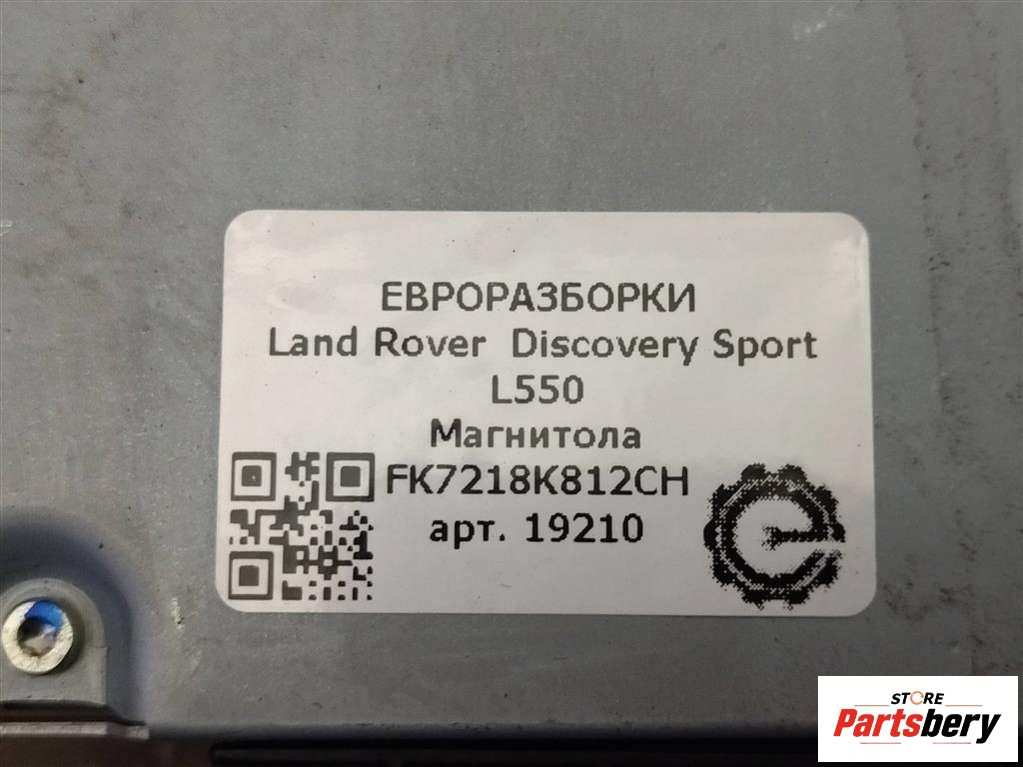 ЕВРОРАЗБОРКИ
Land Rover Discovery Sport
L550
Магнитола
FK7218K812CH
арт. 19210
STORE
Partsbery